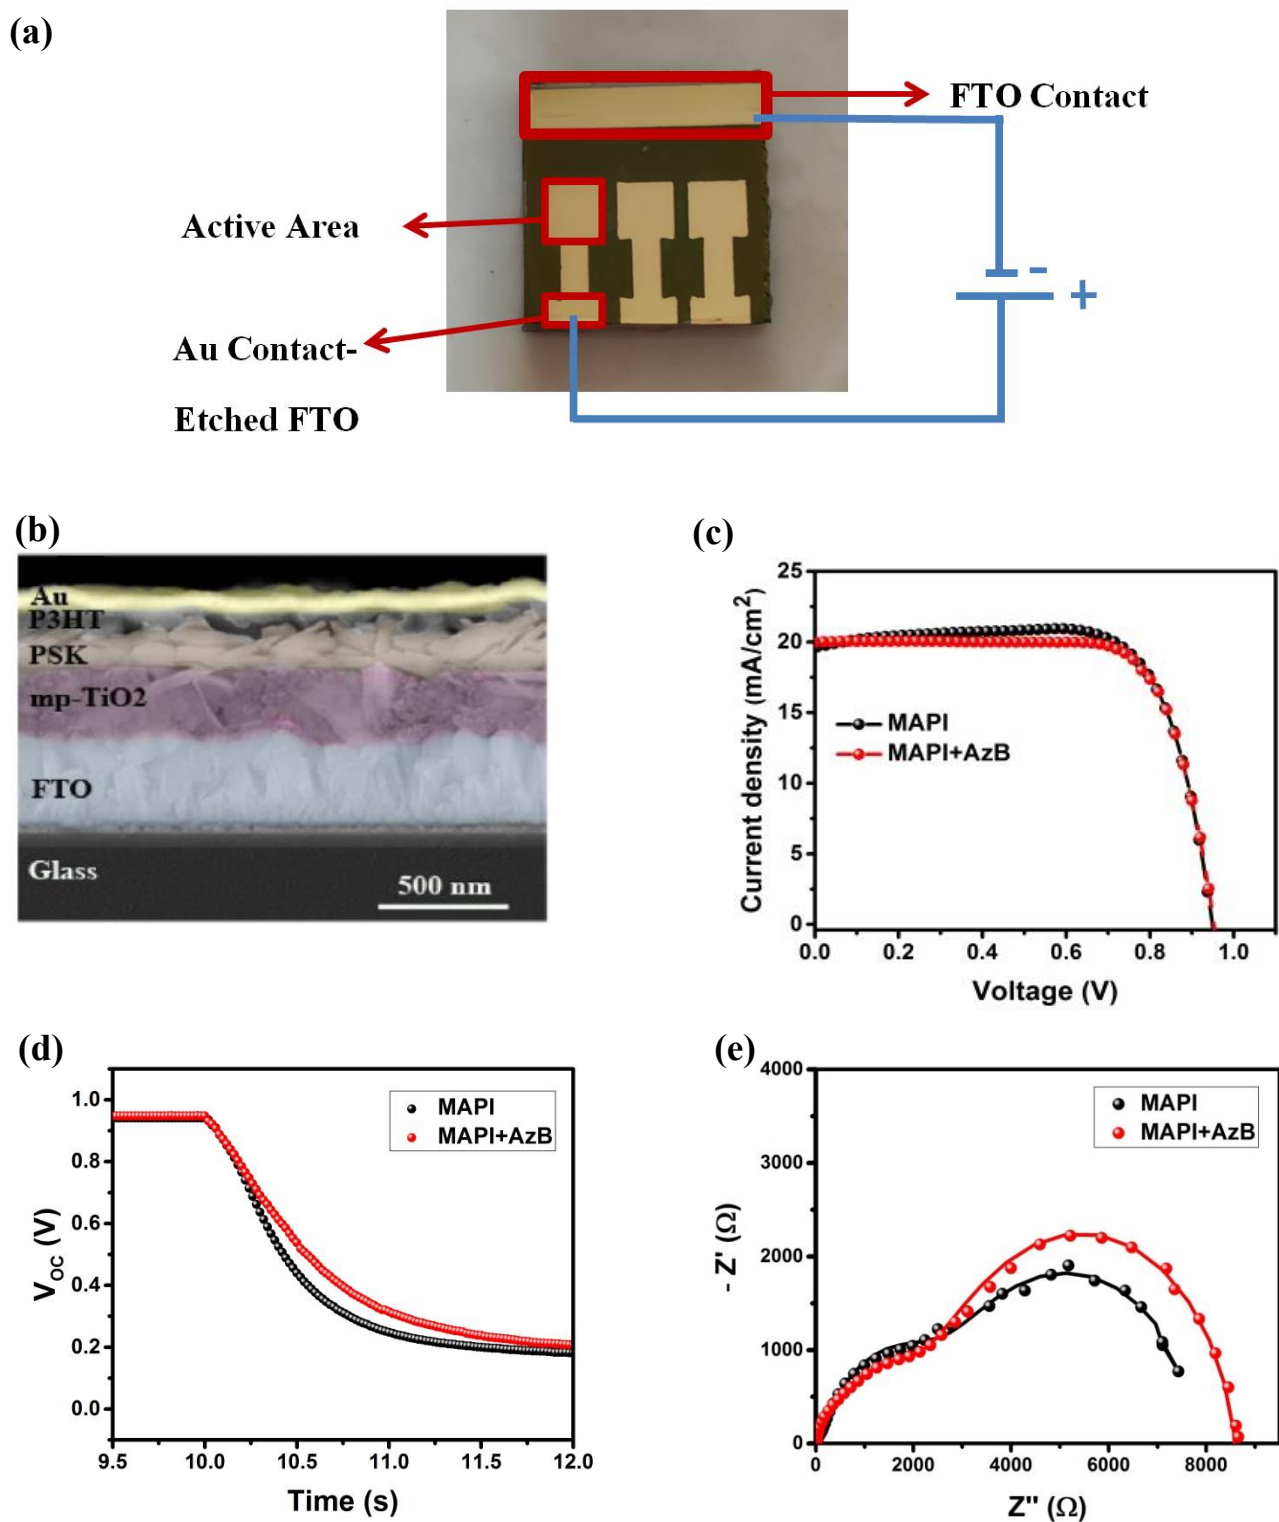 (a)
FTO Contact
Active Area
-
+
Au Contact-
Etched FTO
(b)
Au
P3HT
PSK
mp-TiO2
FTO
Glass
500 nm
(c)
Current density (mA/cm²)
25
20
15
10
5
0
MAPI
MAPI+AzB
0.0 0.2 0.4 0.6 0.8 1.0
Voltage (V)
(d)
V_OC (V)
1.0
0.8
0.6
0.4
0.2
0.0
MAPI
MAPI+AzB
9.5 10.0 10.5 11.0 11.5 12.0
Time (s)
(e)
- Z' (Ω)
4000
3000
2000
1000
0
MAPI
MAPI+AzB
0 2000 4000 6000 8000
Z'' (Ω)